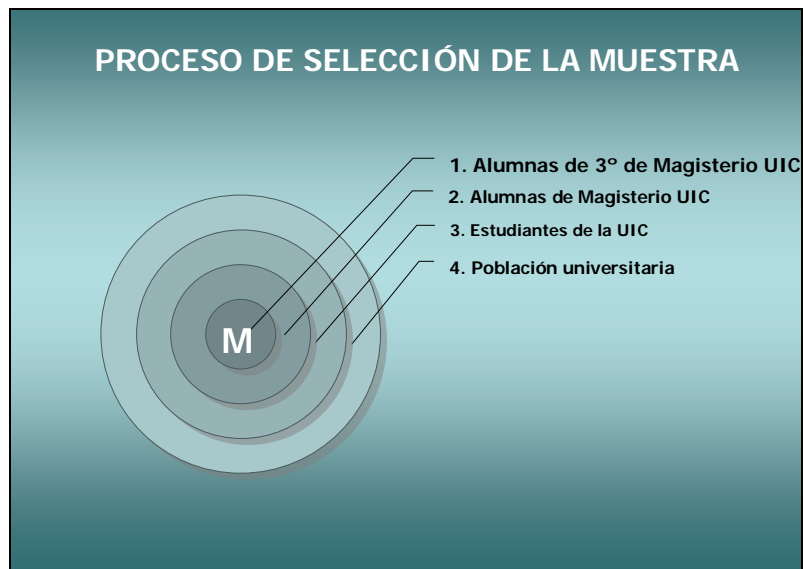 PROCESO DE SELECCIÓN DE LA MUESTRA
1. Alumnas de 3º de Magisterio UIC
2. Alumnas de Magisterio UIC
3. Estudiantes de la UIC
4. Población universitaria
M